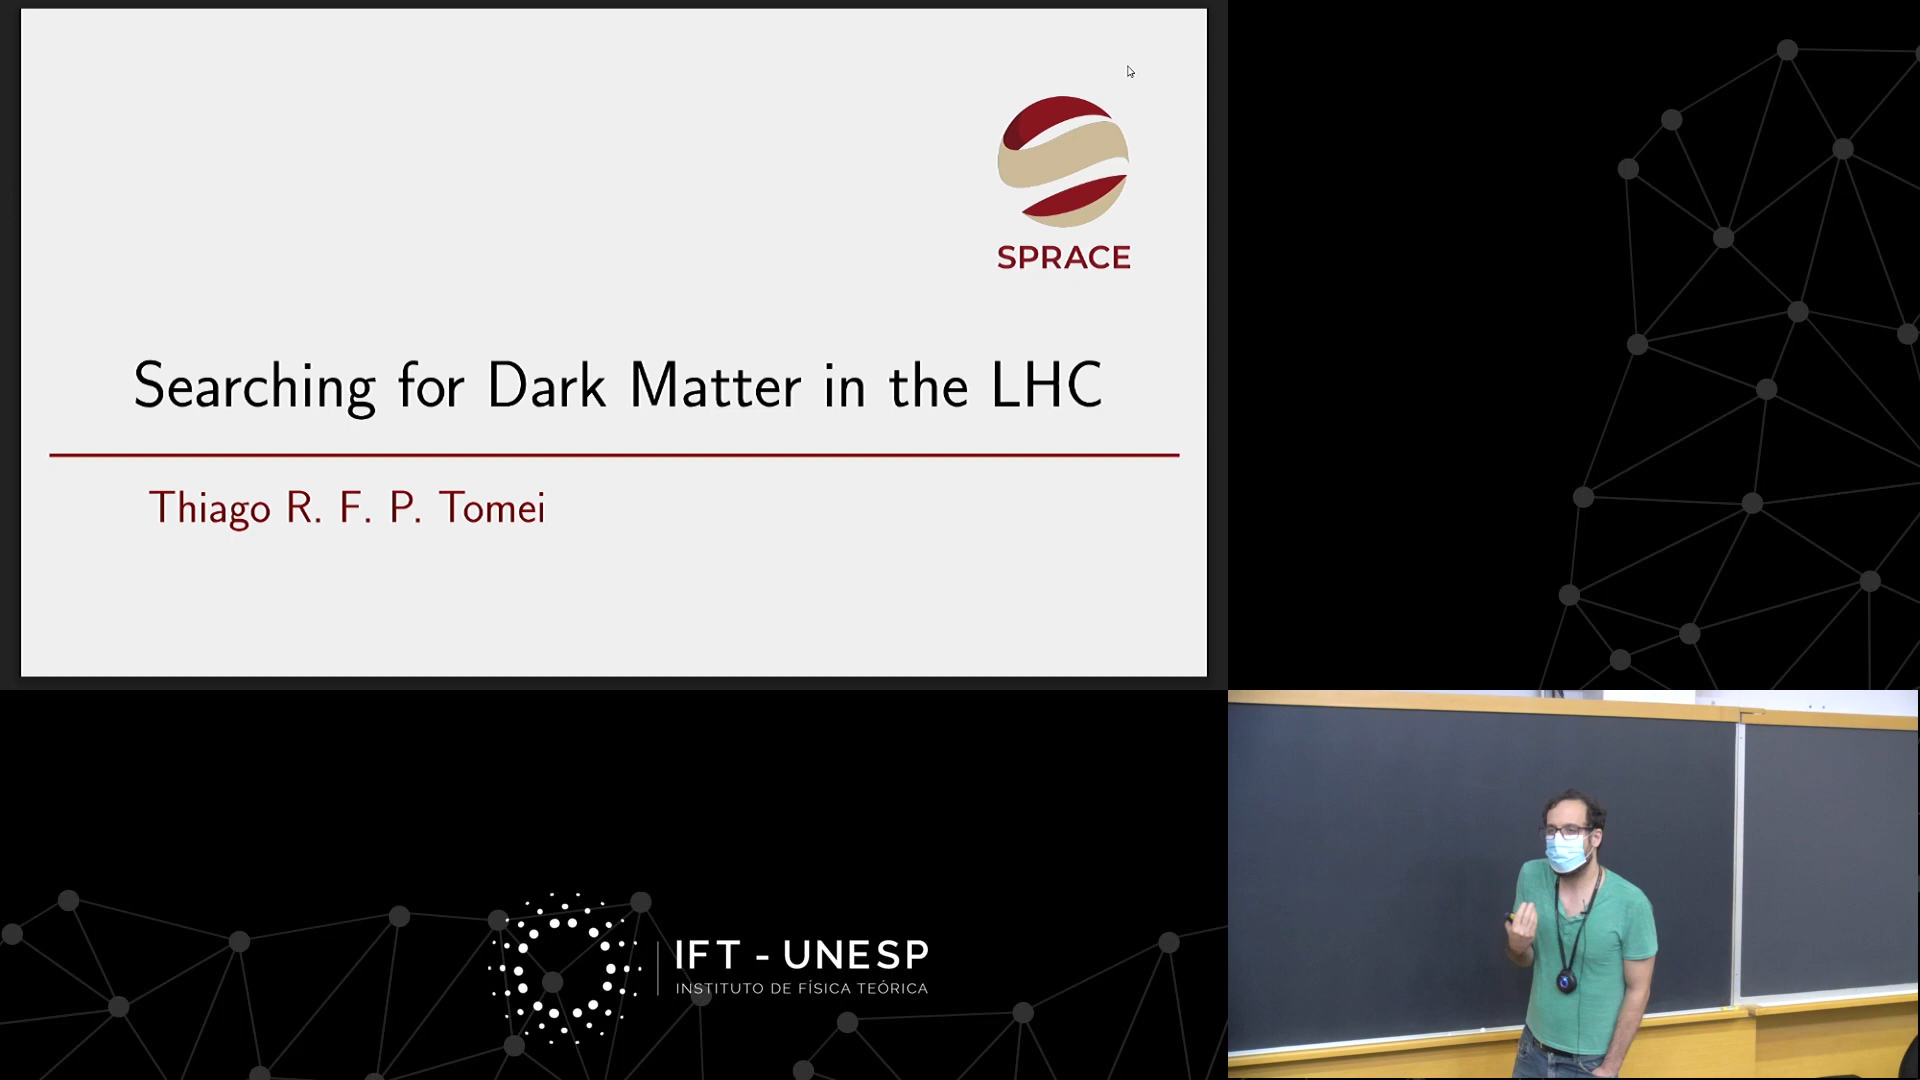 SPRACE
Searching for Dark Matter in the LHC
Thiago R. F. P. Tomei
IFT - UNESP
INSTITUTO DE FÍSICA TEÓRICA